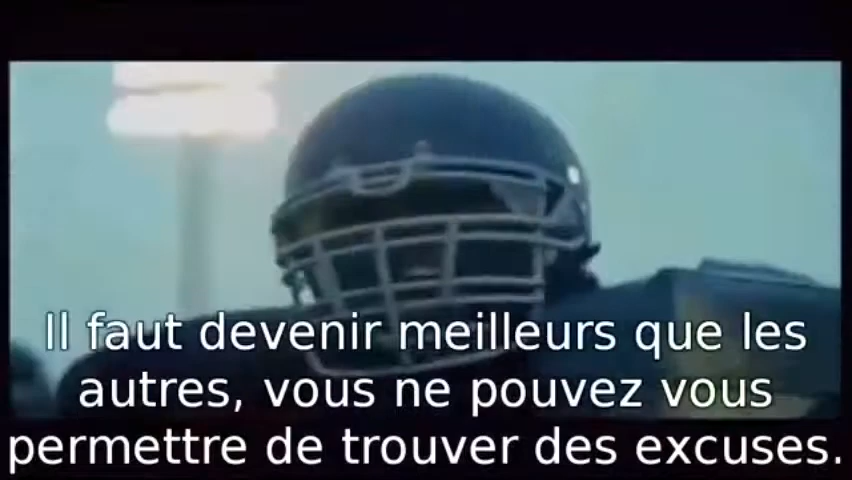 Il faut devenir meilleurs que les
autres, vous ne pouvez vous
permettre de trouver des excuses.